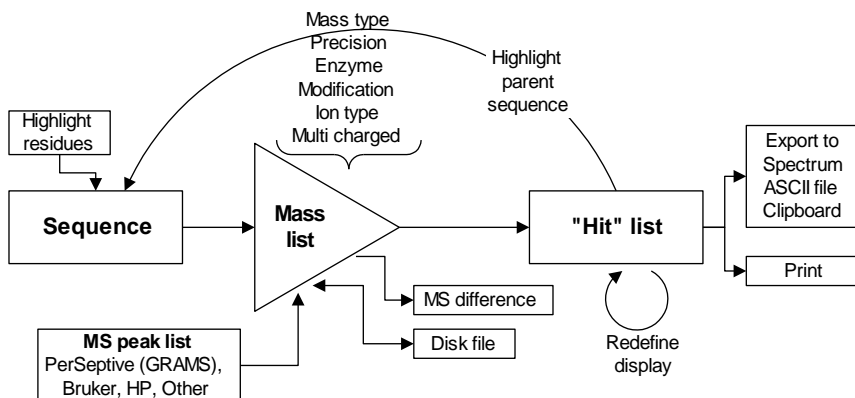 Mass type
Precision
Enzyme
Modification
Ion type
Multi charged
Highlight
parent
sequence
Highlight
residues
Sequence
Mass
list
"Hit" list
Export to
Spectrum
ASCII file
Clipboard
Print
MS difference
Disk file
Redefine
display
MS peak list
PerSeptive (GRAMS),
Bruker, HP, Other